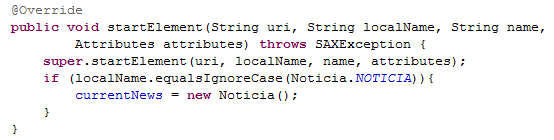 @Override
public void startElement(String uri, String localName, String name,
        Attributes attributes) throws SAXException {
    super.startElement(uri, localName, name, attributes);
    if (localName.equalsIgnoreCase(Noticia.NOTICIA)){
        currentNews = new Noticia();
    }
}